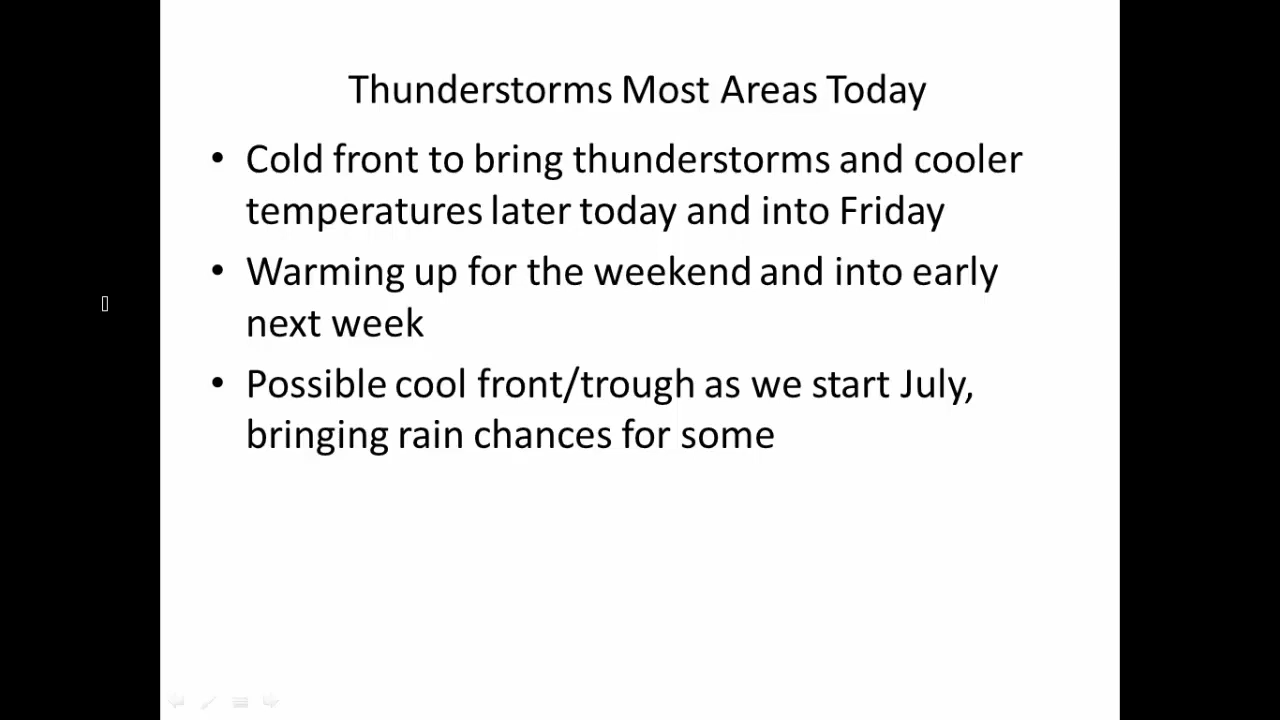 Thunderstorms Most Areas Today
• Cold front to bring thunderstorms and cooler
temperatures later today and into Friday
• Warming up for the weekend and into early
next week
• Possible cool front/trough as we start July,
bringing rain chances for some